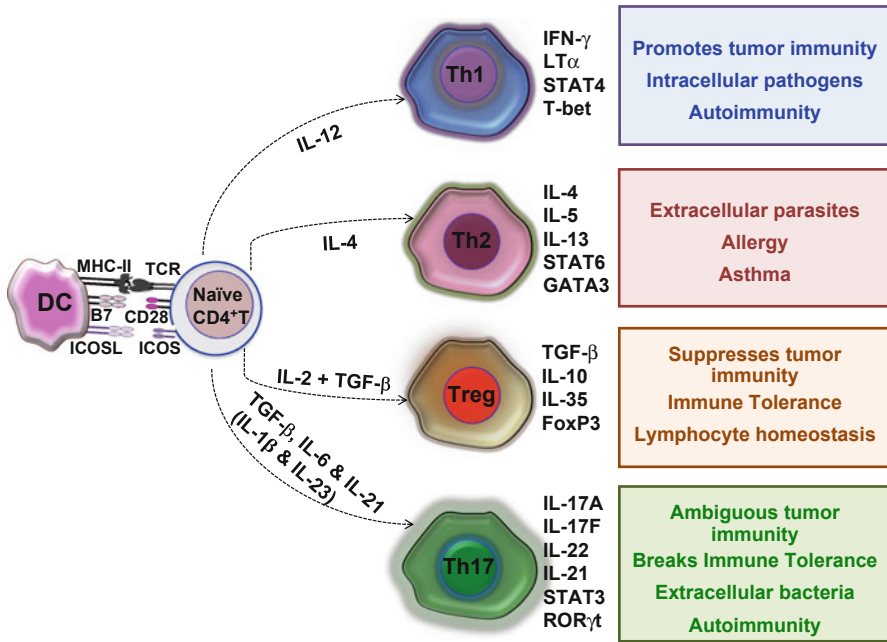 IFN-γ
LTα
STAT4
T-bet
Th1
Promotes tumor immunity
Intracellular pathogens
Autoimmunity
IL-12
IL-4
IL-5
IL-13
STAT6
GATA3
Th2
Extracellular parasites
Allergy
Asthma
IL-4
MHC-II
TCR
DC
B7
CD28
ICOSL
ICOS
Naïve
CD4⁺T
IL-2 + TGF-β
TGF-β
IL-10
IL-35
FoxP3
Treg
Suppresses tumor
immunity
Immune Tolerance
Lymphocyte homeostasis
TGF-β, IL-6 & IL-21
(IL-1β & IL-23)
IL-17A
IL-17F
IL-22
IL-21
STAT3
RORγt
Th17
Ambiguous tumor
immunity
Breaks Immune Tolerance
Extracellular bacteria
Autoimmunity